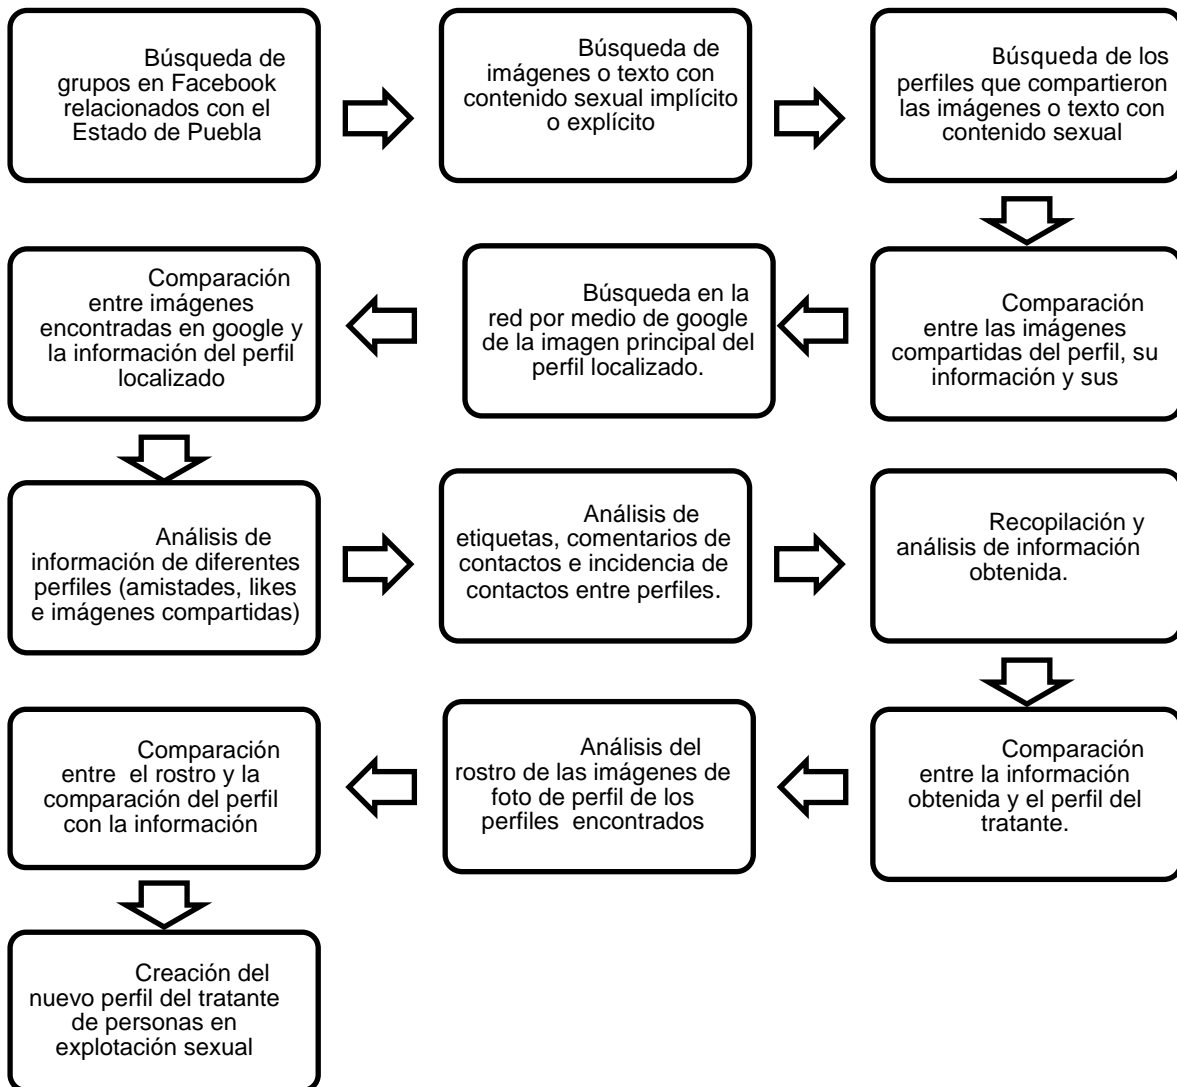 Búsqueda de
grupos en Facebook
relacionados con el
Estado de Puebla
Búsqueda de
imágenes o texto con
contenido sexual implícito
o explícito
Búsqueda de los
perfiles que compartieron
las imágenes o texto con
contenido sexual
Comparación
entre las imágenes
compartidas del perfil, su
información y sus
Búsqueda en la
red por medio de google
de la imagen principal del
perfil localizado.
Comparación
entre imágenes
encontradas en google y
la información del perfil
localizado
Análisis de
información de diferentes
perfiles (amistades, likes
e imágenes compartidas)
Análisis de
etiquetas, comentarios de
contactos e incidencia de
contactos entre perfiles.
Recopilación y
análisis de información
obtenida.
Comparación
entre la información
obtenida y el perfil del
tratante.
Análisis del
rostro de las imágenes de
foto de perfil de los
perfiles encontrados
Comparación
entre el rostro y la
comparación del perfil
con la información
Creación del
nuevo perfil del tratante
de personas en
explotación sexual